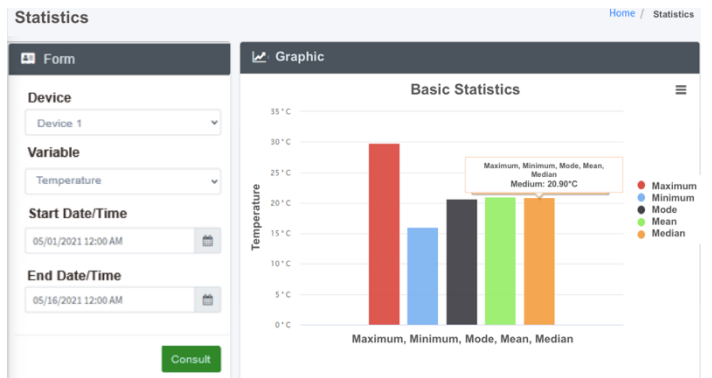 Statistics
Home / Statistics
Form
Device
Device 1
Variable
Temperature
Start Date/Time
05/01/2021 12:00 AM
End Date/Time
05/16/2021 12:00 AM
Consult
Graphic
Basic Statistics
35°C
30°C
25°C
20°C
15°C
10°C
5°C
0°C
Temperature
Maximum, Minimum, Mode, Mean,
Median
Medium: 20.90°C
Maximum, Minimum, Mode, Mean, Median
Maximum
Minimum
Mode
Mean
Median